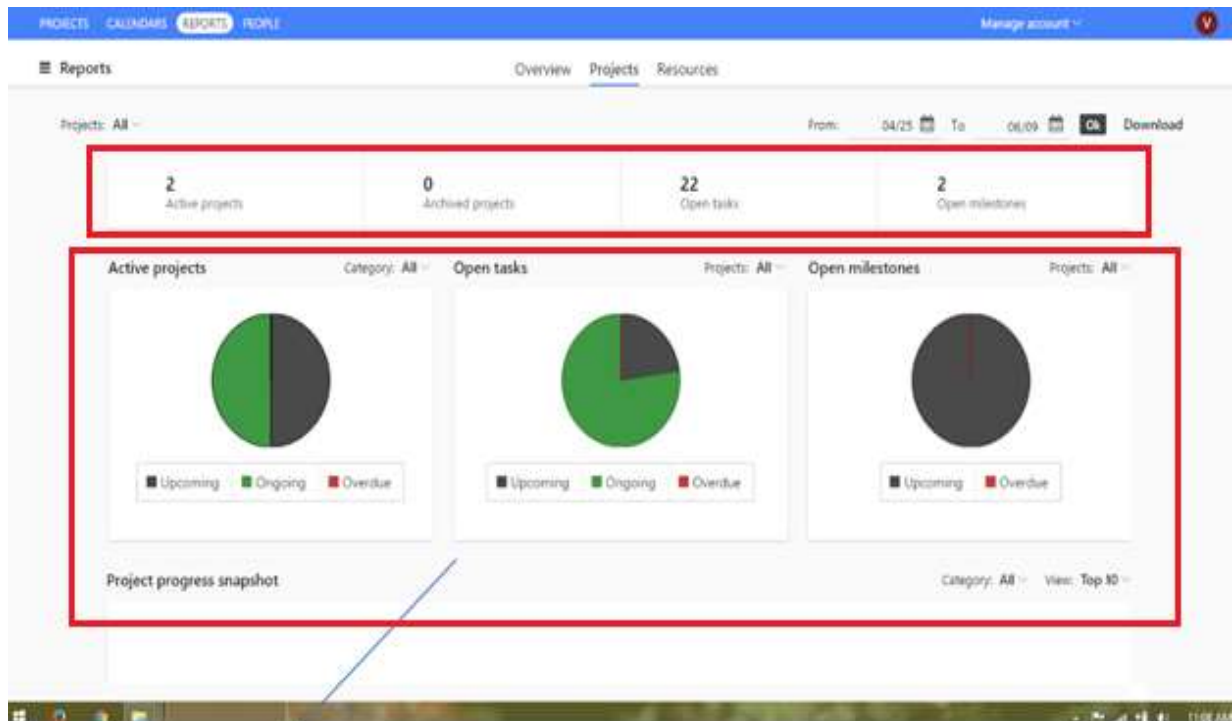 PROJECTS CALENDARS REPORTS PEOPLE Manage account V
Reports Overview Projects Resources
Projects: All From: 04/25 To 06/09 Ok Download
2 0 22 2
Active projects Archived projects Open tasks Open milestones
Active projects Category: All Open tasks Projects: All Open milestones Projects: All
Upcoming Ongoing Overdue Upcoming Ongoing Overdue Upcoming Overdue
Project progress snapshot Category: All View: Top 10